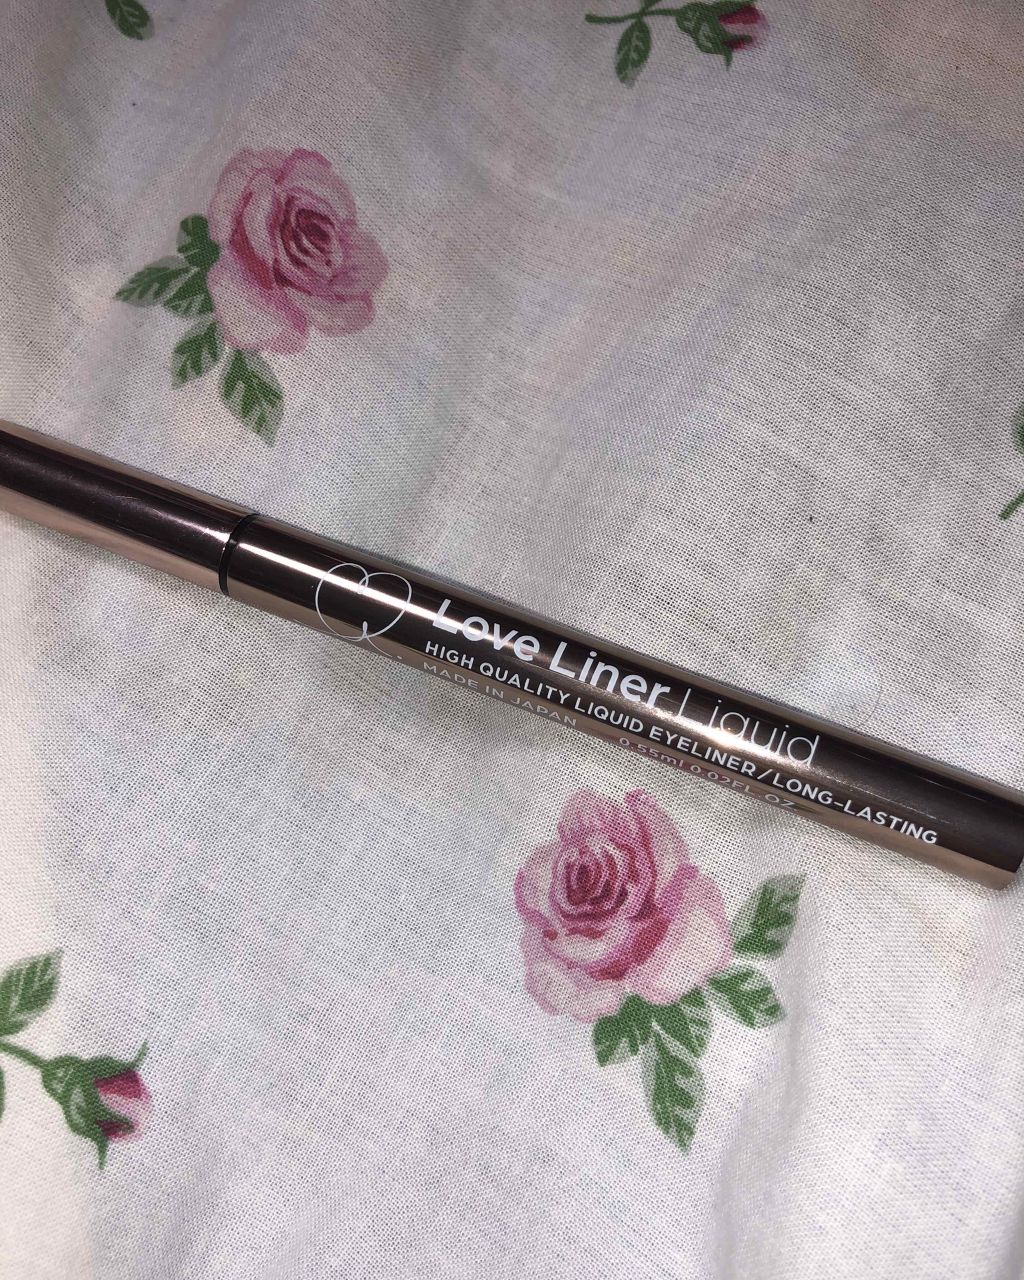 Love Liner Liquid
HIGH QUALITY LIQUID EYELINER/LONG-LASTING
MADE IN JAPAN 0.55ml 0.02FL OZ